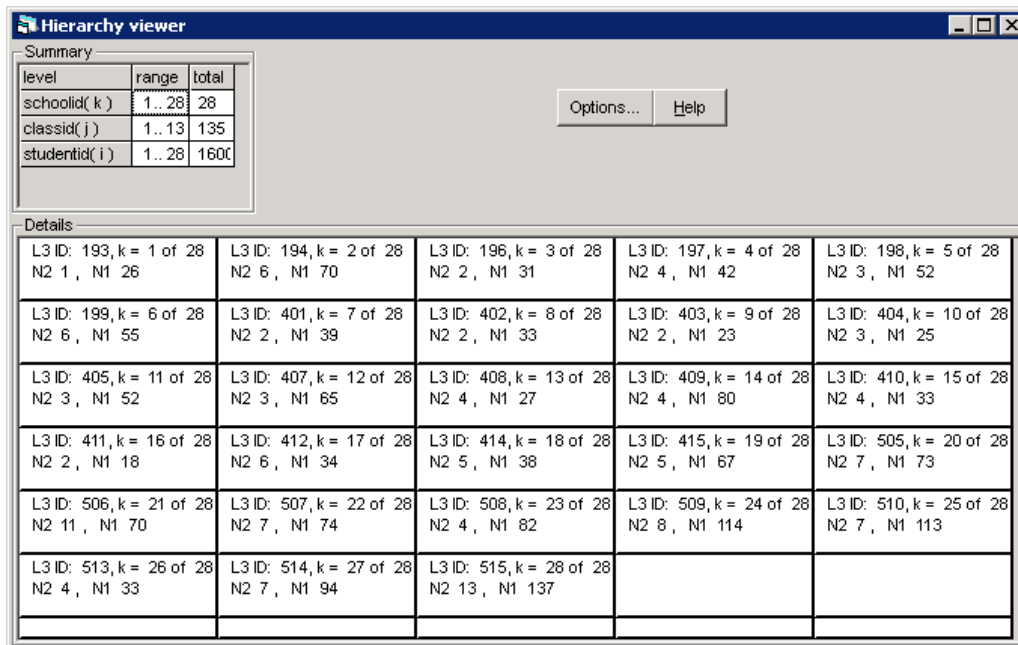 Hierarchy viewer
Summary
level range total
schoolid( k ) 1.. 28 28
classid( j ) 1.. 13 135
studentid( i ) 1.. 28 1600
Options... Help
Details
L3 ID: 193, k = 1 of 28 L3 ID: 194, k = 2 of 28 L3 ID: 196, k = 3 of 28 L3 ID: 197, k = 4 of 28 L3 ID: 198, k = 5 of 28
N2 1 , N1 26 N2 6 , N1 70 N2 2 , N1 31 N2 4 , N1 42 N2 3 , N1 52
L3 ID: 199, k = 6 of 28 L3 ID: 401, k = 7 of 28 L3 ID: 402, k = 8 of 28 L3 ID: 403, k = 9 of 28 L3 ID: 404, k = 10 of 28
N2 6 , N1 55 N2 2 , N1 39 N2 2 , N1 33 N2 2 , N1 23 N2 3 , N1 25
L3 ID: 405, k = 11 of 28 L3 ID: 407, k = 12 of 28 L3 ID: 408, k = 13 of 28 L3 ID: 409, k = 14 of 28 L3 ID: 410, k = 15 of 28
N2 3 , N1 52 N2 3 , N1 65 N2 4 , N1 27 N2 4 , N1 80 N2 4 , N1 33
L3 ID: 411, k = 16 of 28 L3 ID: 412, k = 17 of 28 L3 ID: 414, k = 18 of 28 L3 ID: 415, k = 19 of 28 L3 ID: 505, k = 20 of 28
N2 2 , N1 18 N2 6 , N1 34 N2 5 , N1 38 N2 5 , N1 67 N2 7 , N1 73
L3 ID: 506, k = 21 of 28 L3 ID: 507, k = 22 of 28 L3 ID: 508, k = 23 of 28 L3 ID: 509, k = 24 of 28 L3 ID: 510, k = 25 of 28
N2 11 , N1 70 N2 7 , N1 74 N2 4 , N1 82 N2 8 , N1 114 N2 7 , N1 113
L3 ID: 513, k = 26 of 28 L3 ID: 514, k = 27 of 28 L3 ID: 515, k = 28 of 28
N2 4 , N1 33 N2 7 , N1 94 N2 13 , N1 137